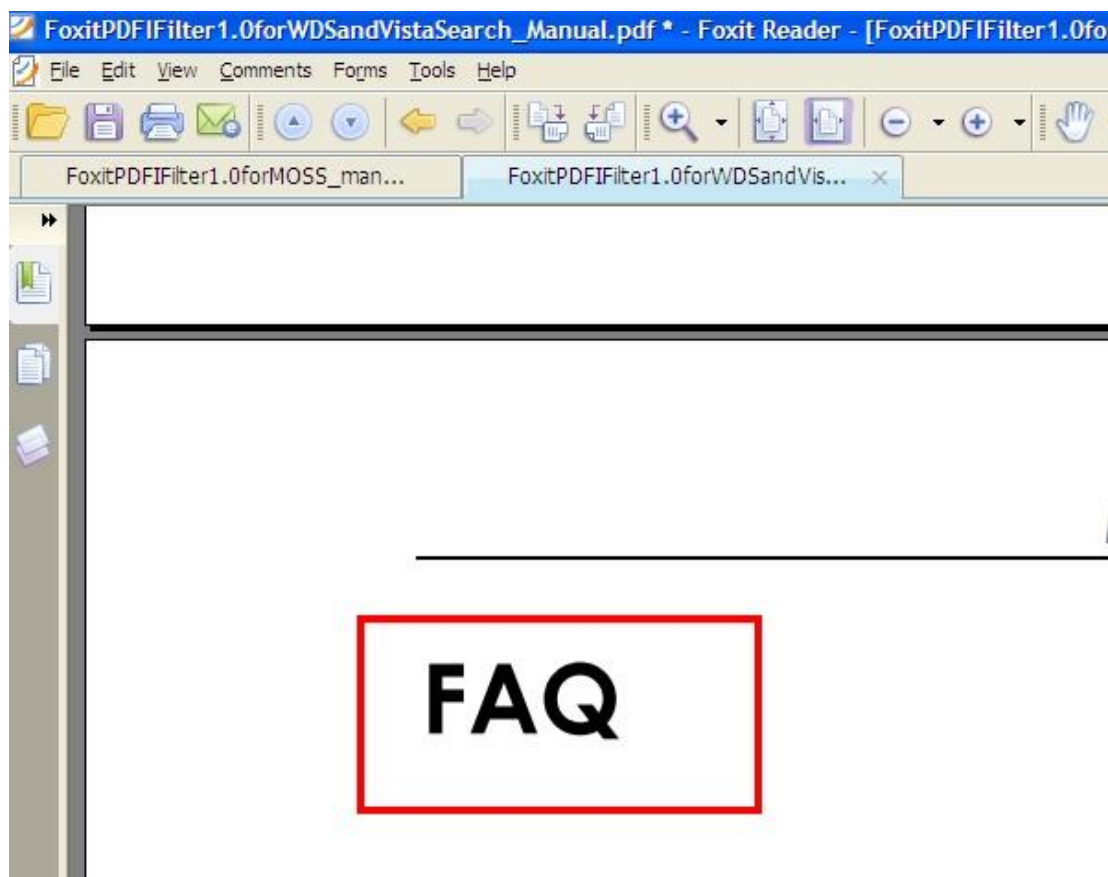 FoxitPDFIFilter1.0forWDSandVistaSearch_Manual.pdf * - Foxit Reader - [FoxitPDFIFilter1.0fo
File Edit View Comments Forms Tools Help
FoxitPDFIFilter1.0forMOSS_man... FoxitPDFIFilter1.0forWDSandVis...
FAQ